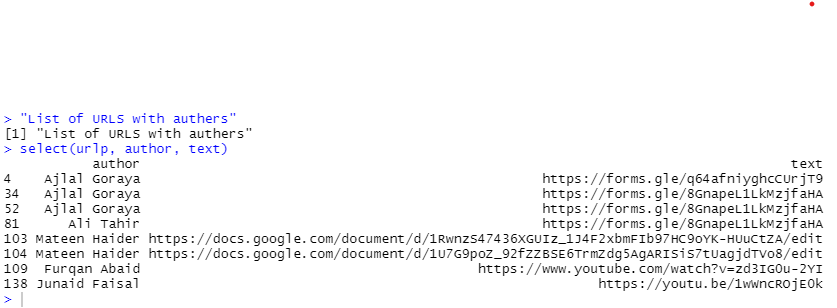 > "List of URLS with authers"
[1] "List of URLS with authers"
> select(urlp, author, text)
author text
4 Ajlal Goraya https://forms.gle/q64afniyghcCUrjT9
34 Ajlal Goraya https://forms.gle/8GnapeL1LkMzjfaHA
52 Ajlal Goraya https://forms.gle/8GnapeL1LkMzjfaHA
81 Ali Tahir https://forms.gle/8GnapeL1LkMzjfaHA
103 Mateen Haider https://docs.google.com/document/d/1RwnzS47436XGUIz_1J4F2xbmFIb97HC9oYK-HUuCtZA/edit
104 Mateen Haider https://docs.google.com/document/d/1U7G9poZ_92fZZBSE6TrmZdg5AgARISiS7tUagjdTVo8/edit
109 Furqan Abaid https://www.youtube.com/watch?v=zd3IG0u-2YI
138 Junaid Faisal https://youtu.be/1wWncROjE0k
>